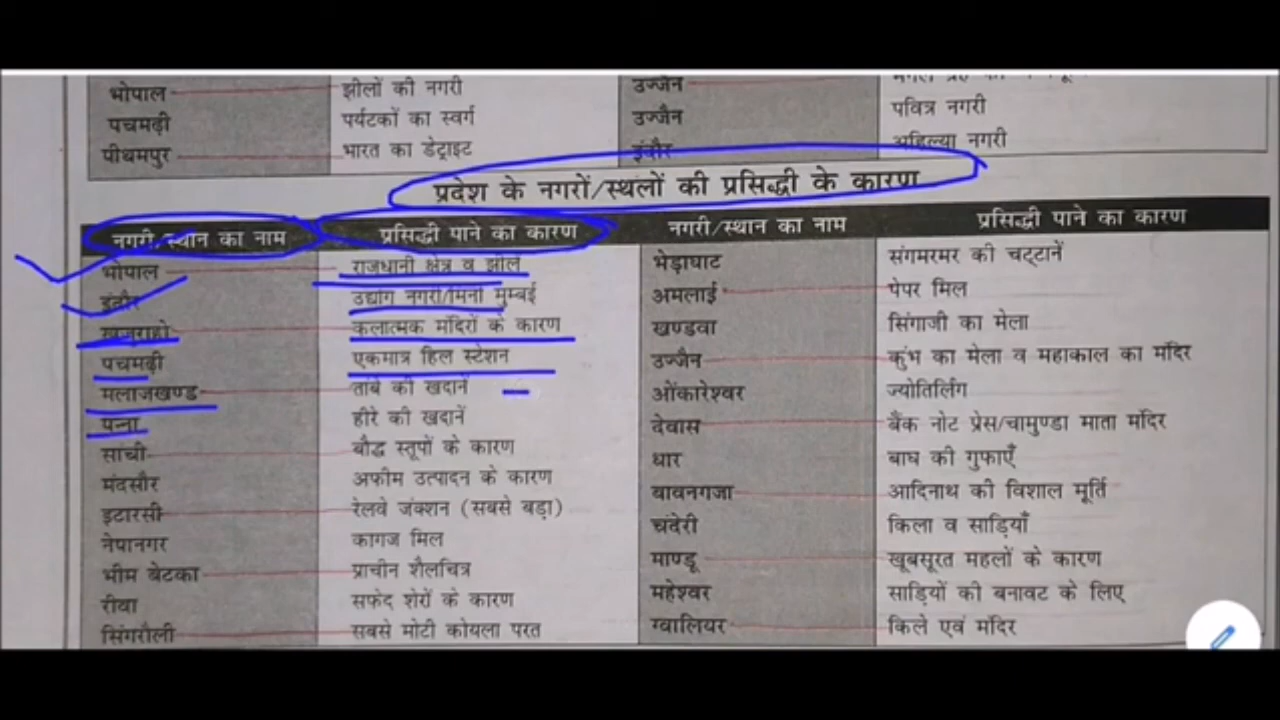 भोपाल झीलों की नगरी उज्जैन
पचमढ़ी पर्यटकों का स्वर्ग उज्जैन पवित्र नगरी
पीथमपुर भारत का डेट्राइट इंदौर अहिल्या नगरी
प्रदेश के नगरों/स्थलों की प्रसिद्धी के कारण
नगरी/स्थान का नाम प्रसिद्धी पाने का कारण नगरी/स्थान का नाम प्रसिद्धी पाने का कारण
भोपाल राजधानी क्षेत्र व झीलें भेड़ाघाट संगमरमर की चट्टानें
इंदौर उद्योग नगरी/मिनी मुम्बई अमलाई पेपर मिल
खजुराहो कलात्मक मंदिरों के कारण खण्डवा सिंगाजी का मेला
पचमढ़ी एकमात्र हिल स्टेशन उज्जैन कुंभ का मेला व महाकाल का मंदिर
मलाजखण्ड तांबे की खदानें ओंकारेश्वर ज्योतिर्लिंग
पन्ना हीरे की खदानें देवास बैंक नोट प्रेस/चामुण्डा माता मंदिर
सांची बौद्ध स्तूपों के कारण धार बाघ की गुफाएँ
मंदसौर अफीम उत्पादन के कारण बावनगजा आदिनाथ की विशाल मूर्ति
इटारसी रेलवे जंक्शन (सबसे बड़ा) चंदेरी किला व साड़ियाँ
नेपानगर कागज मिल माण्डू खूबसूरत महलों के कारण
भीम बेटका प्राचीन शैलचित्र महेश्वर साड़ियों की बनावट के लिए
रीवा सफेद शेरों के कारण ग्वालियर किले एवं मंदिर
सिंगरौली सबसे मोटी कोयला परत